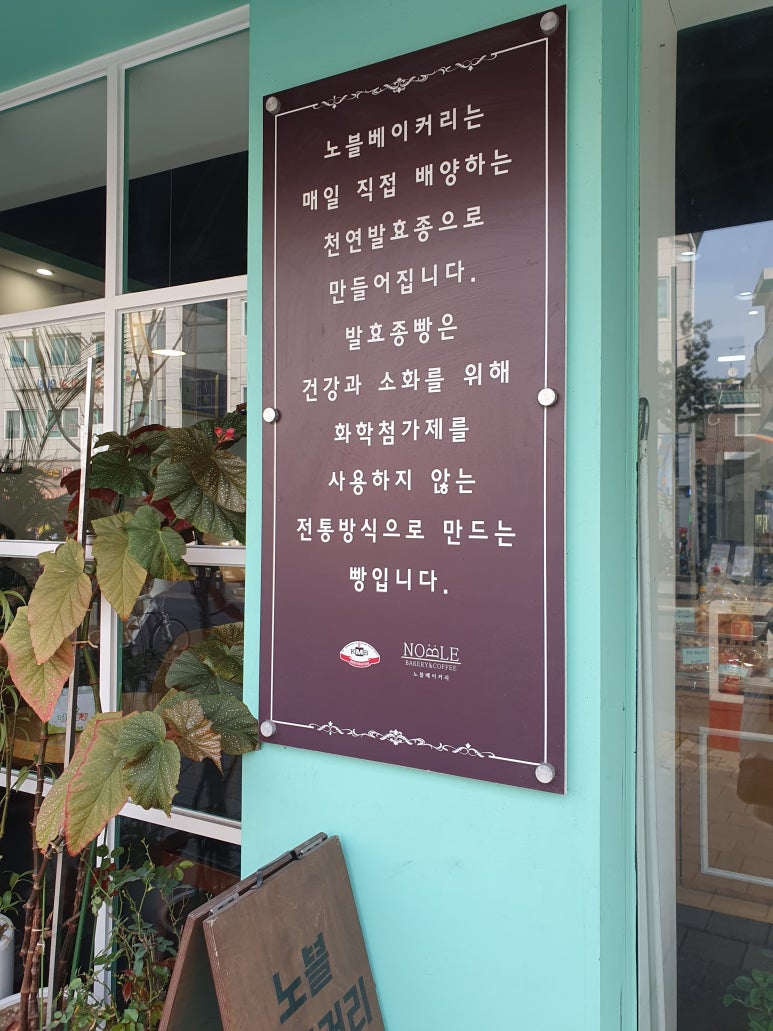 노블베이커리는
매일 직접 배양하는
천연발효종으로
만들어집니다.
발효종빵은
건강과 소화를 위해
화학첨가제를
사용하지 않는
전통방식으로 만드는
빵입니다.
NOBLE
BAKERY&COFFEE
노블베이커리
노블
커리